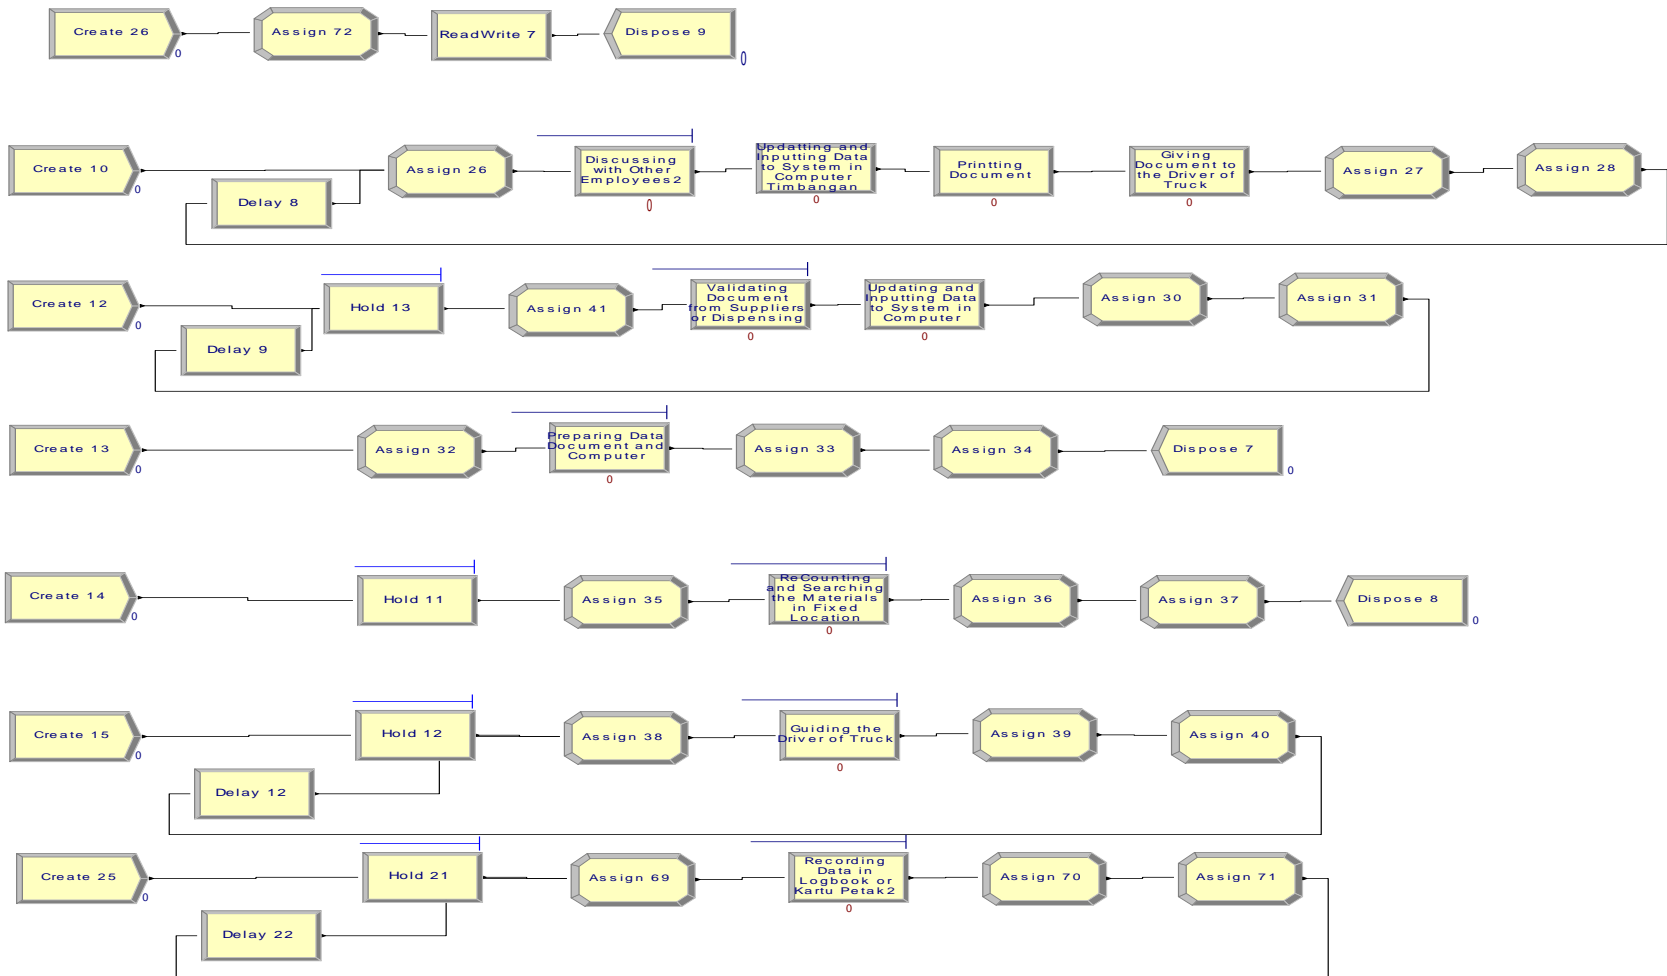 Create 26
0
Assign 72
ReadWrite 7
Dispose 9
0
Create 10
0
Delay 8
Assign 26
Discussing
with Other
Employees2
0
Updatting and
Inputting Data
to System in
Computer
Timbangan
0
Printting
Document
0
Giving
Document to
the Driver of
Truck
0
Assign 27
Assign 28
Create 12
0
Delay 9
Hold 13
Assign 41
Validating
Document
from Suppliers
or Dispensing
0
Updating and
Inputting Data
to System in
Computer
0
Assign 30
Assign 31
Create 13
0
Assign 32
Preparing Data
Document and
Computer
0
Assign 33
Assign 34
Dispose 7
0
Create 14
0
Hold 11
Assign 35
ReCounting
and Searching
the Materials
in Fixed
Location
0
Assign 36
Assign 37
Dispose 8
0
Create 15
0
Hold 12
Delay 12
Assign 38
Guiding the
Driver of Truck
0
Assign 39
Assign 40
Create 25
0
Hold 21
Delay 22
Assign 69
Recording
Data in
Logbook or
Kartu Petak2
0
Assign 70
Assign 71